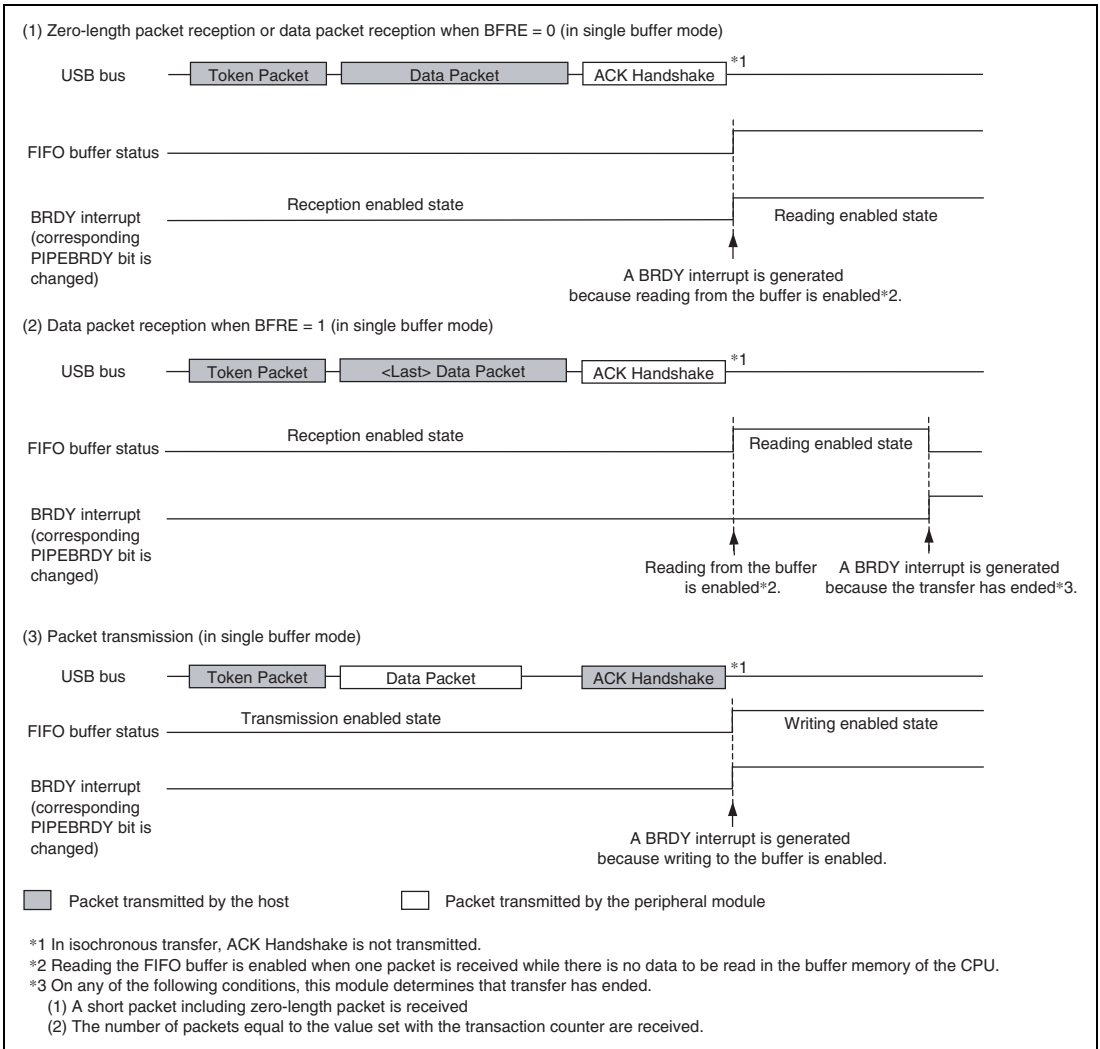 (1) Zero-length packet reception or data packet reception when BFRE = 0 (in single buffer mode)
USB bus Token Packet Data Packet ACK Handshake *1
FIFO buffer status
BRDY interrupt
(corresponding
PIPEBRDY bit is
changed)
Reception enabled state Reading enabled state
A BRDY interrupt is generated
because reading from the buffer is enabled*2.
(2) Data packet reception when BFRE = 1 (in single buffer mode)
USB bus Token Packet <Last> Data Packet ACK Handshake *1
FIFO buffer status Reception enabled state Reading enabled state
BRDY interrupt
(corresponding
PIPEBRDY bit is
changed)
Reading from the buffer
is enabled*2.
A BRDY interrupt is generated
because the transfer has ended*3.
(3) Packet transmission (in single buffer mode)
USB bus Token Packet Data Packet ACK Handshake *1
FIFO buffer status Transmission enabled state Writing enabled state
BRDY interrupt
(corresponding
PIPEBRDY bit is
changed)
A BRDY interrupt is generated
because writing to the buffer is enabled.
Packet transmitted by the host Packet transmitted by the peripheral module
*1 In isochronous transfer, ACK Handshake is not transmitted.
*2 Reading the FIFO buffer is enabled when one packet is received while there is no data to be read in the buffer memory of the CPU.
*3 On any of the following conditions, this module determines that transfer has ended.
(1) A short packet including zero-length packet is received
(2) The number of packets equal to the value set with the transaction counter are received.